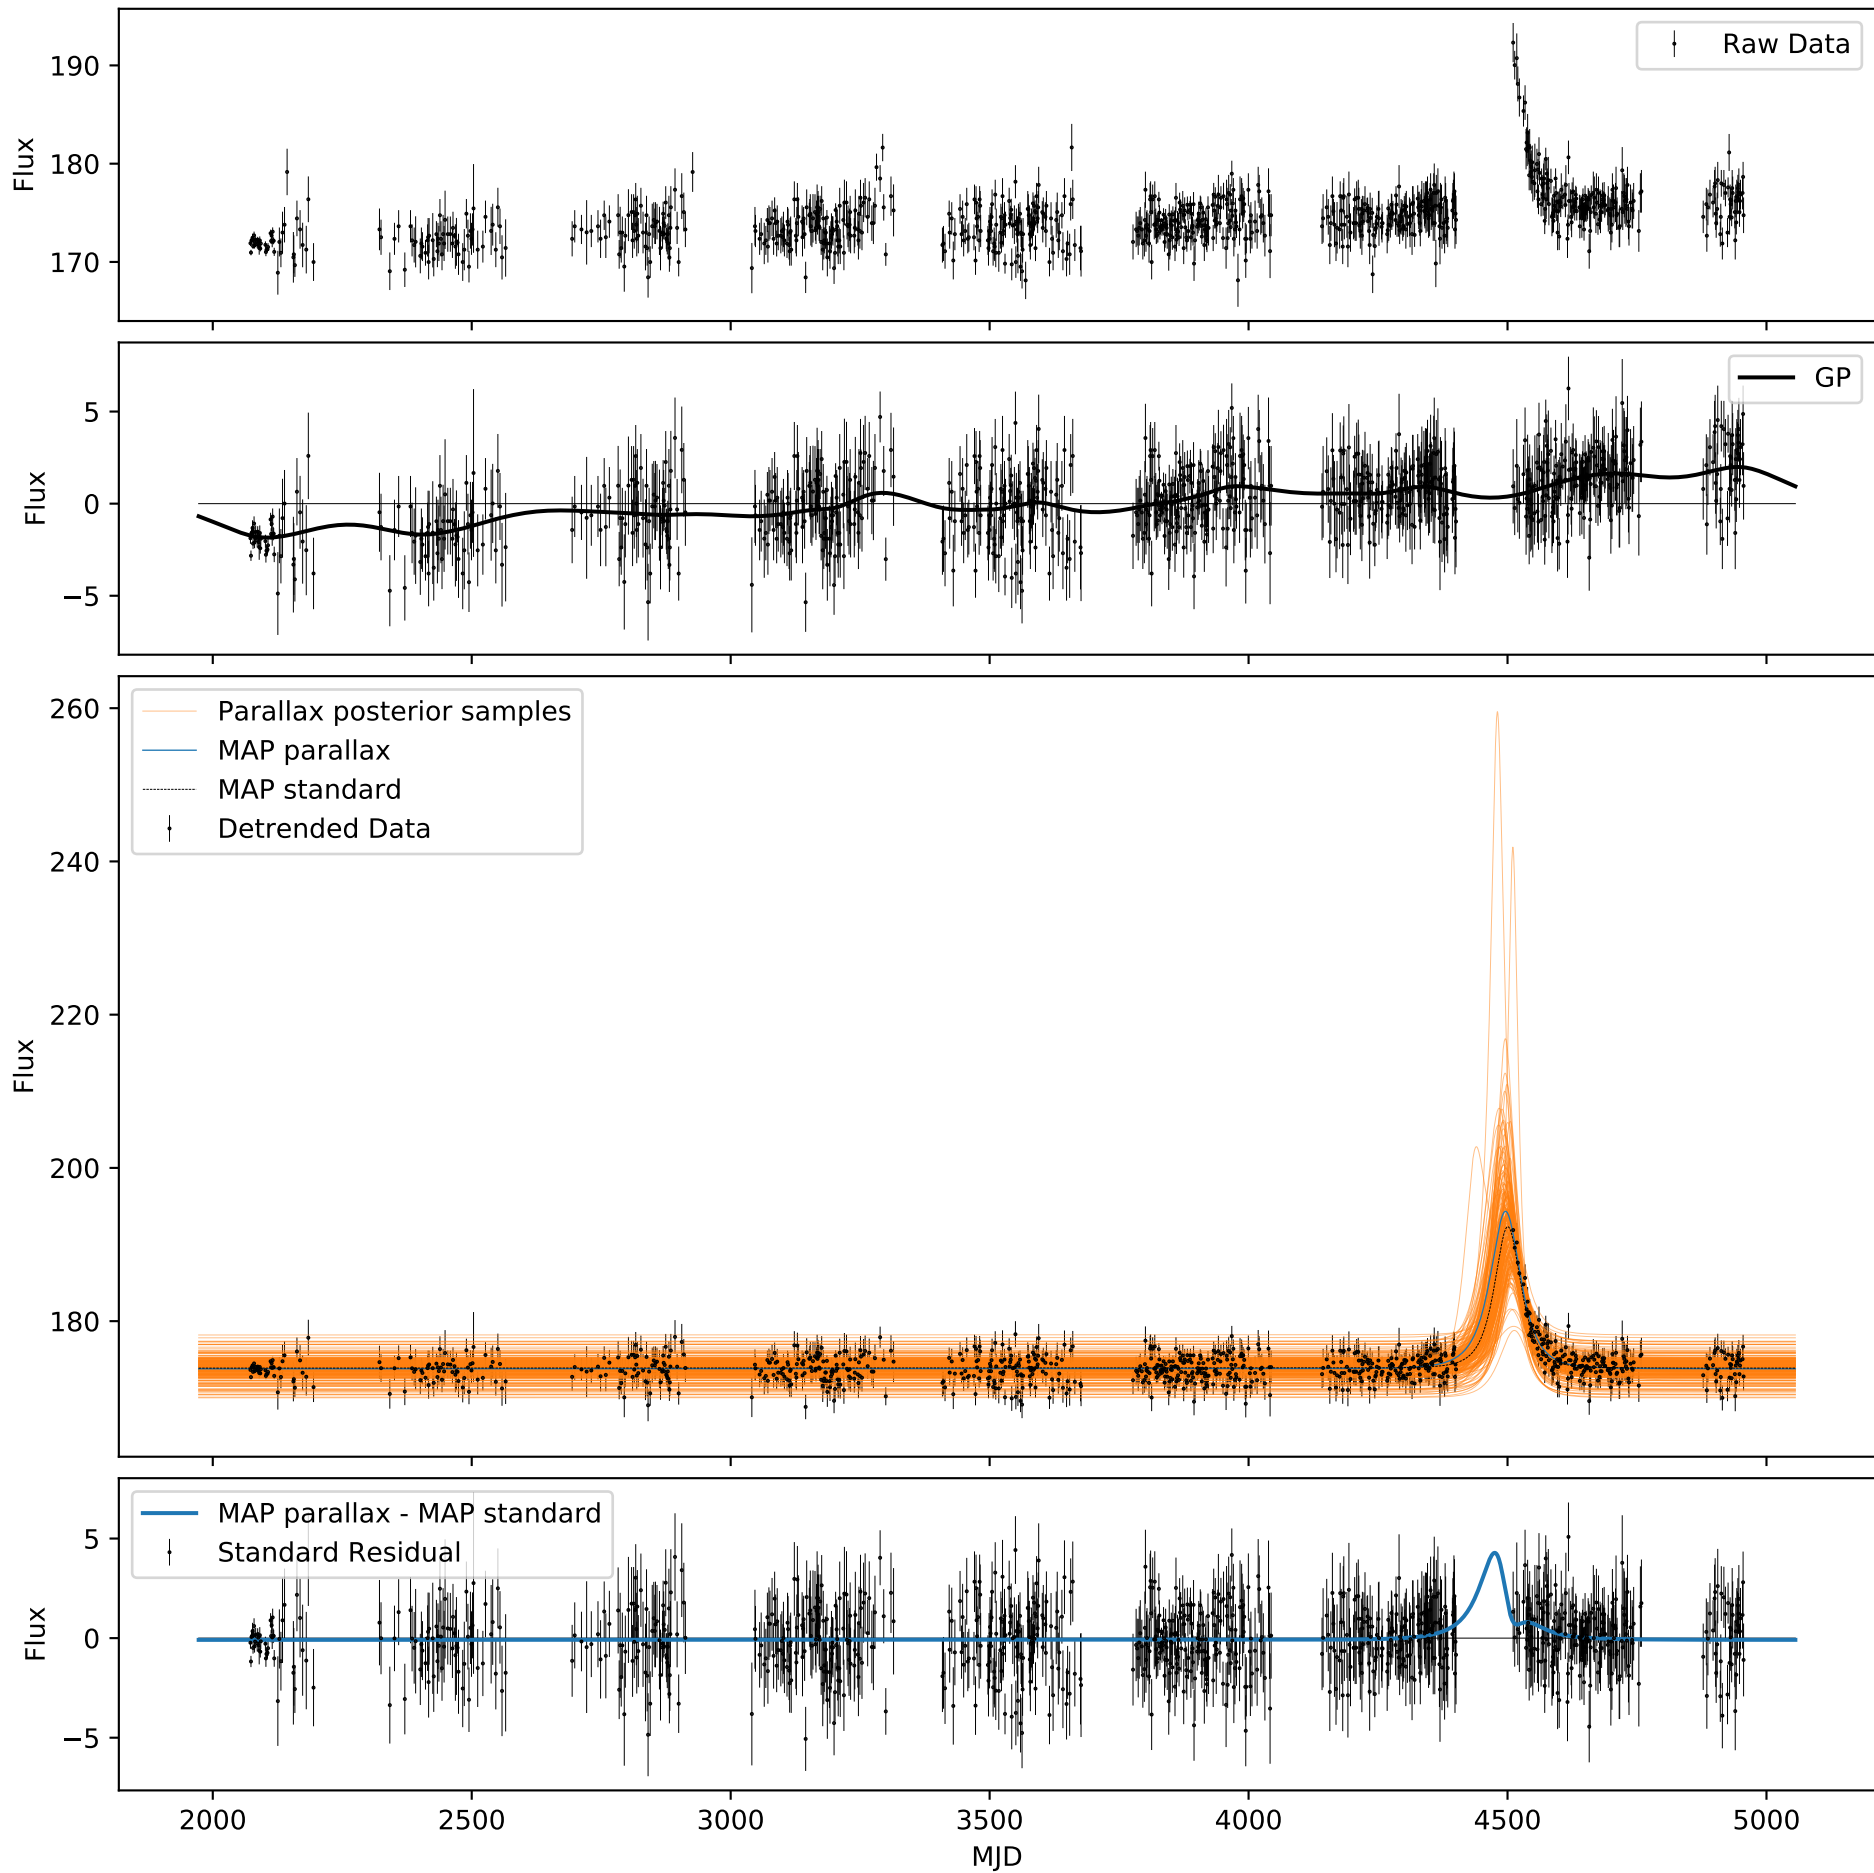 190
180
170
Flux
Raw Data
5
0
−5
Flux
GP
260
240
220
200
180
Flux
Parallax posterior samples
MAP parallax
MAP standard
Detrended Data
5
0
−5
Flux
MAP parallax - MAP standard
Standard Residual
2000 2500 3000 3500 4000 4500 5000
MJD